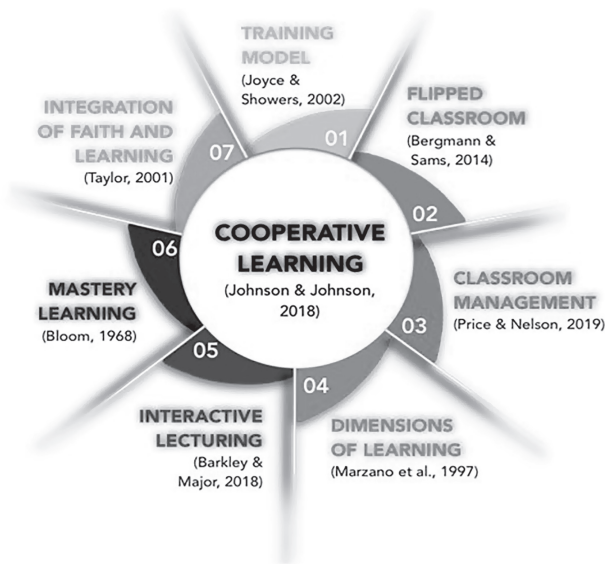 TRAINING
MODEL
(Joyce &
Showers, 2002)
01
FLIPPED
CLASSROOM
(Bergmann &
Sams, 2014)
02
CLASSROOM
MANAGEMENT
(Price & Nelson, 2019)
03
DIMENSIONS
OF LEARNING
(Marzano et al., 1997)
04
INTERACTIVE
LECTURING
(Barkley &
Major, 2018)
05
MASTERY
LEARNING
(Bloom, 1968)
06
INTEGRATION
OF FAITH AND
LEARNING
(Taylor, 2001)
07
COOPERATIVE
LEARNING
(Johnson & Johnson,
2018)